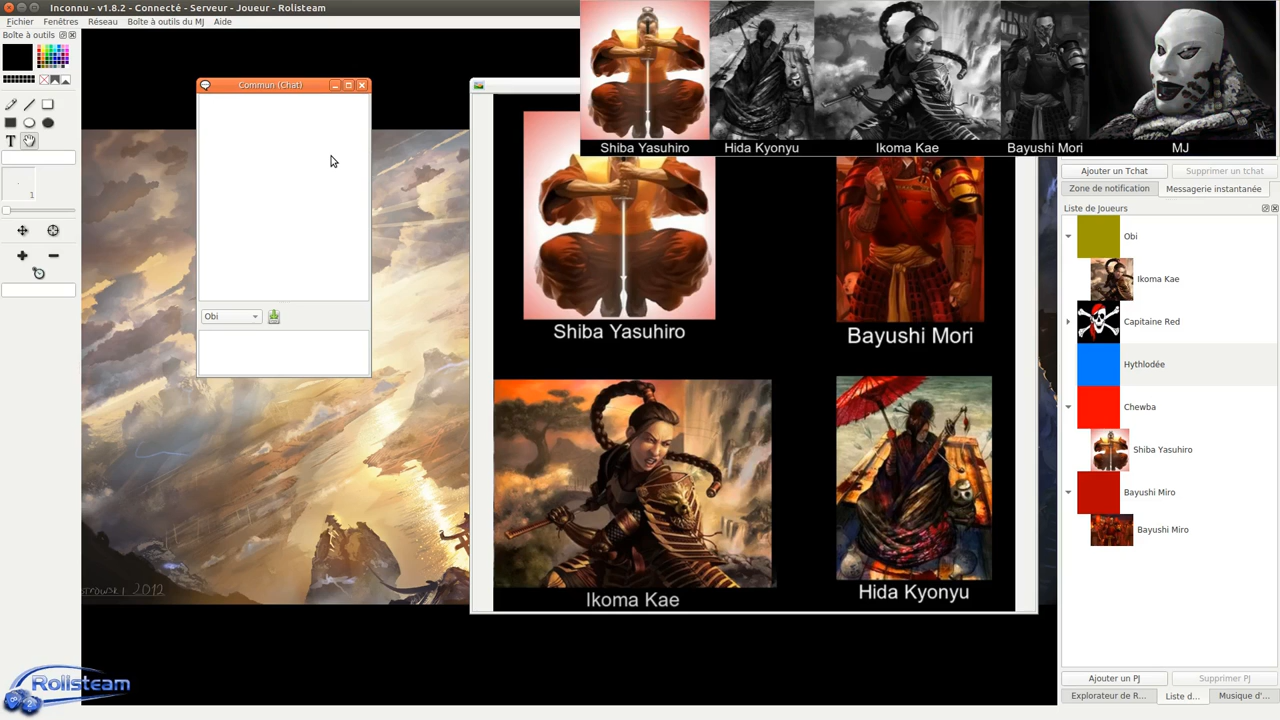 Inconnu - v1.8.2 - Connecté - Serveur - Joueur - Rolisteam
Fichier Fenêtres Réseau Boîte à outils du MJ Aide
Boîte à outils
T
1
Commun (Chat)
Obi
Shiba Yasuhiro
Hida Kyonyu
Ikoma Kae
Bayushi Mori
MJ
Shiba Yasuhiro
Bayushi Mori
Ikoma Kae
Hida Kyonyu
Ajouter un Tchat
Supprimer un tchat
Zone de notification
Messagerie instantanée
Liste de Joueurs
Obi
Ikoma Kae
Capitaine Red
Hythlodée
Chewba
Shiba Yasuhiro
Bayushi Miro
Bayushi Miro
Ajouter un PJ
Supprimer PJ
Explorateur de R...
Liste d...
Musique d'...
2012
Rolisteam